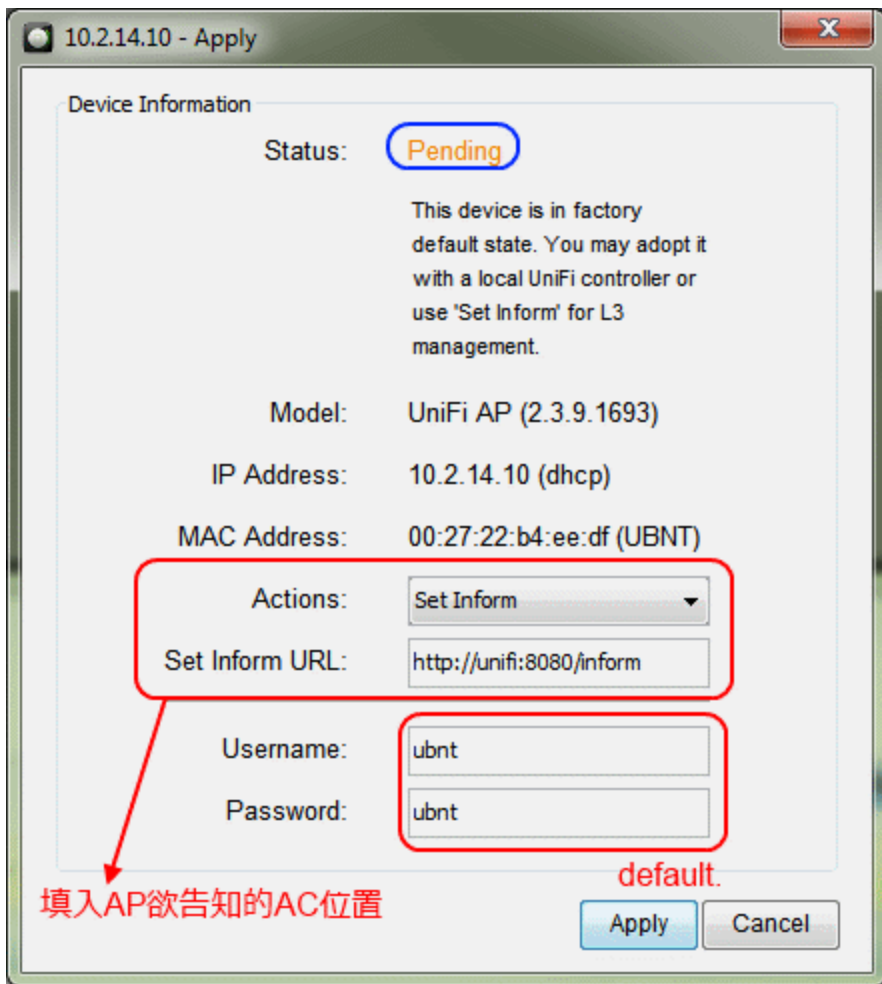 10.2.14.10 - Apply
Device Information
Status: Pending
This device is in factory
default state. You may adopt it
with a local UniFi controller or
use 'Set Inform' for L3
management.
Model: UniFi AP (2.3.9.1693)
IP Address: 10.2.14.10 (dhcp)
MAC Address: 00:27:22:b4:ee:df (UBNT)
Actions: Set Inform
Set Inform URL: http://unifi:8080/inform
Username: ubnt
Password: ubnt
default.
填入AP欲告知的AC位置
Apply Cancel